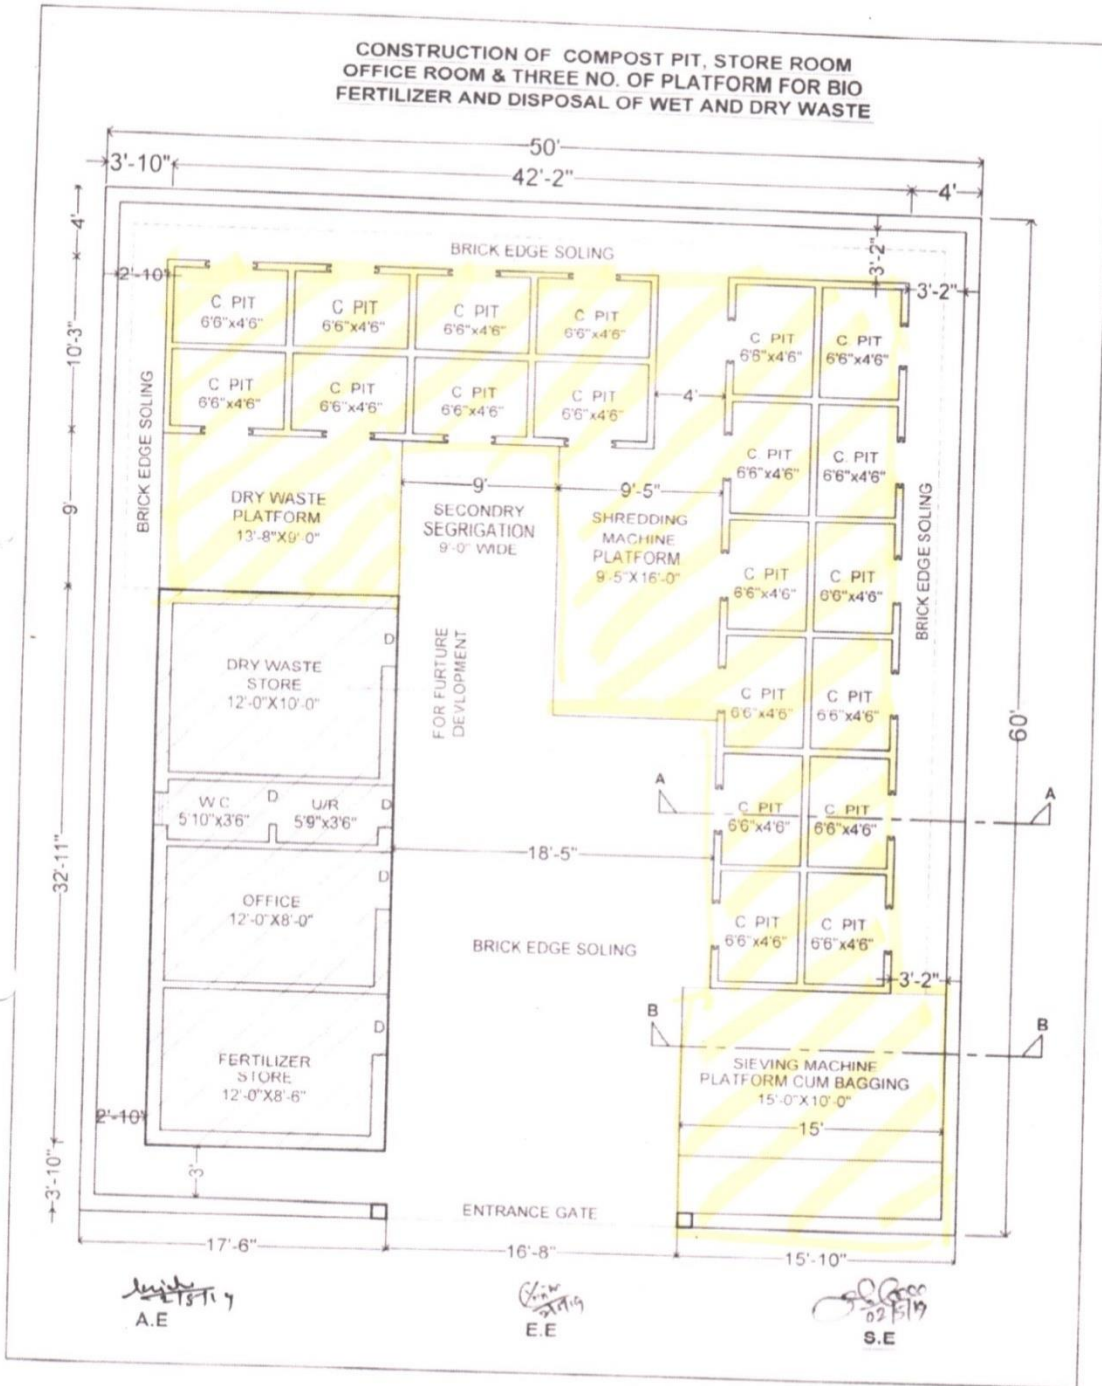 CONSTRUCTION OF COMPOST PIT, STORE ROOM
OFFICE ROOM & THREE NO. OF PLATFORM FOR BIO
FERTILIZER AND DISPOSAL OF WET AND DRY WASTE
50'
3'-10"
42'-2"
4'
4'
BRICK EDGE SOLING
3'-2"
2'-10"
3'-2"
C PIT
6'6"x4'6"
C PIT
6'6"x4'6"
C PIT
6'6"x4'6"
C PIT
6'6"x4'6"
C PIT
6'6"x4'6"
C. PIT
6'6"x4'6"
10'-3"
C PIT
6'6"x4'6"
C PIT
6'6"x4'6"
C PIT
6'6"x4'6"
C PIT
6'6"x4'6"
4'
BRICK EDGE SOLING
C. PIT
6'6"x4'6"
C. PIT
6'6"x4'6"
9'
DRY WASTE
PLATFORM
13'-8"X9'-0"
9'
SECONDRY
SEGRIGATION
9'-0" WIDE
9'-5"
SHREDDING
MACHINE
PLATFORM
9'-5"X16'-0"
C PIT
6'6"x4'6"
C. PIT
6'6"x4'6"
BRICK EDGE SOLING
D
DRY WASTE
STORE
12'-0"X10'-0"
FOR FURTURE
DEVLOPMENT
C PIT
6'6"x4'6"
C PIT
6'6"x4'6"
60'
A
A
W C
5'10"x3'6"
D
U/R
5'9"x3'6"
D
C PIT
6'6"x4'6"
C. PIT
6'6"x4'6"
32'-11"
18'-5"
D
OFFICE
12'-0"X8'-0"
BRICK EDGE SOLING
C PIT
6'6"x4'6"
C PIT
6'6"x4'6"
3'-2"
B
B
D
FERTILIZER
STORE
12'-0"X8'-6"
SIEVING MACHINE
PLATFORM CUM BAGGING
15'-0"X10'-0"
15'
2'-10"
3'-10"
3'
ENTRANCE GATE
17'-6"
16'-8"
15'-10"
02/5/19
A.E
E.E
S.E